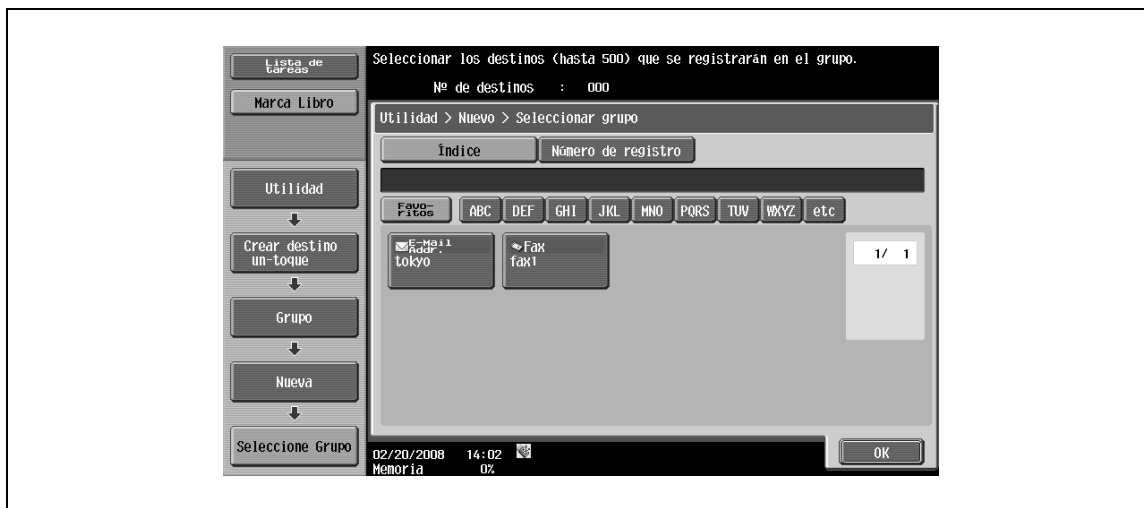 Lista de
tareas
Marca Libro
Utilidad
Crear destino
un-toque
Grupo
Nueva
Seleccione Grupo
Seleccionar los destinos (hasta 500) que se registrarán en el grupo.
Nº de destinos : 000
Utilidad > Nuevo > Seleccionar grupo
Índice Número de registro
Favo-
ritos ABC DEF GHI JKL MNO PQRS TUV WXYZ etc
E-Mail
Addr.
tokyo
Fax
fax1
1/ 1
02/20/2008 14:02
Memoria 0%
OK